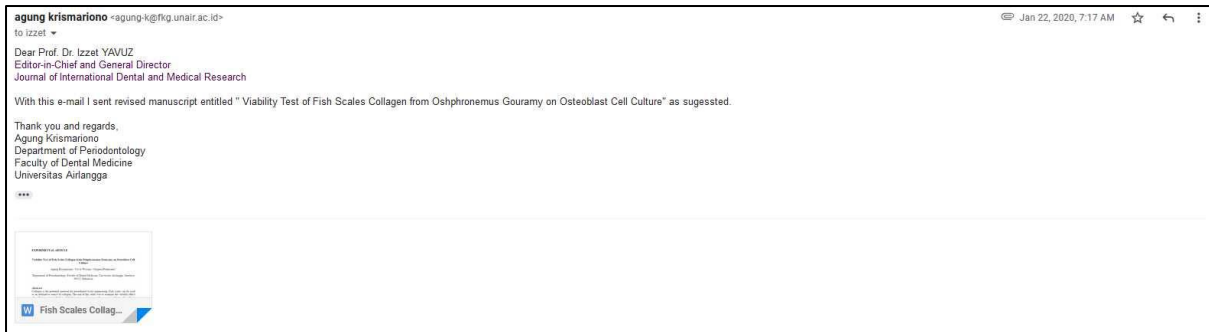 agung krismariono <agung-k@fkg.unair.ac.id>
Jan 22, 2020, 7:17 AM
to izzet
Dear Prof. Dr. Izzet YAVUZ
Editor-in-Chief and General Director
Journal of International Dental and Medical Research
With this e-mail I sent revised manuscript entitled " Viability Test of Fish Scales Collagen from Oshphronemus Gouramy on Osteoblast Cell Culture" as sugessted.
Thank you and regards,
Agung Krismariono
Department of Periodontology
Faculty of Dental Medicine
Universitas Airlangga
W Fish Scales Collag...